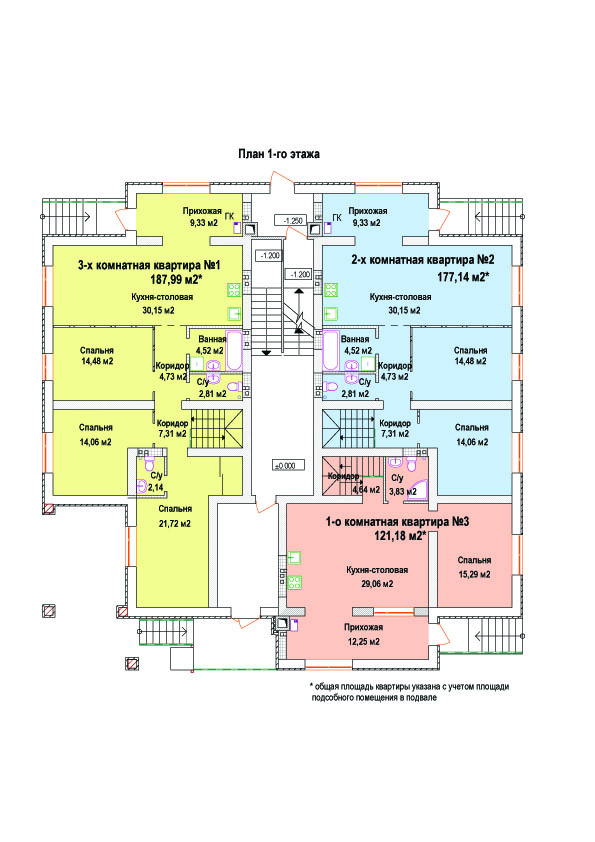 План 1-го этажа
Прихожая
9,33 м2
ГК
-1.250
ГК
Прихожая
9,33 м2
3-х комнатная квартира №1
187,99 м2*
-1.200
-1.200
2-х комнатная квартира №2
177,14 м2*
Кухня-столовая
30,15 м2
Кухня-столовая
30,15 м2
Спальня
14,48 м2
Коридор
4,73 м2
Ванная
4,52 м2
С/у
2,81 м2
Ванная
4,52 м2
С/у
2,81 м2
Коридор
4,73 м2
Спальня
14,48 м2
Спальня
14,06 м2
Коридор
7,31 м2
Коридор
7,31 м2
Спальня
14,06 м2
±0.000
С/у
2,14
Коридор
4,64 м2
С/у
3,83 м2
Спальня
21,72 м2
1-о комнатная квартира №3
121,18 м2*
Кухня-столовая
29,06 м2
Спальня
15,29 м2
Прихожая
12,25 м2
* общая площадь квартиры указана с учетом площади
подсобного помещения в подвале